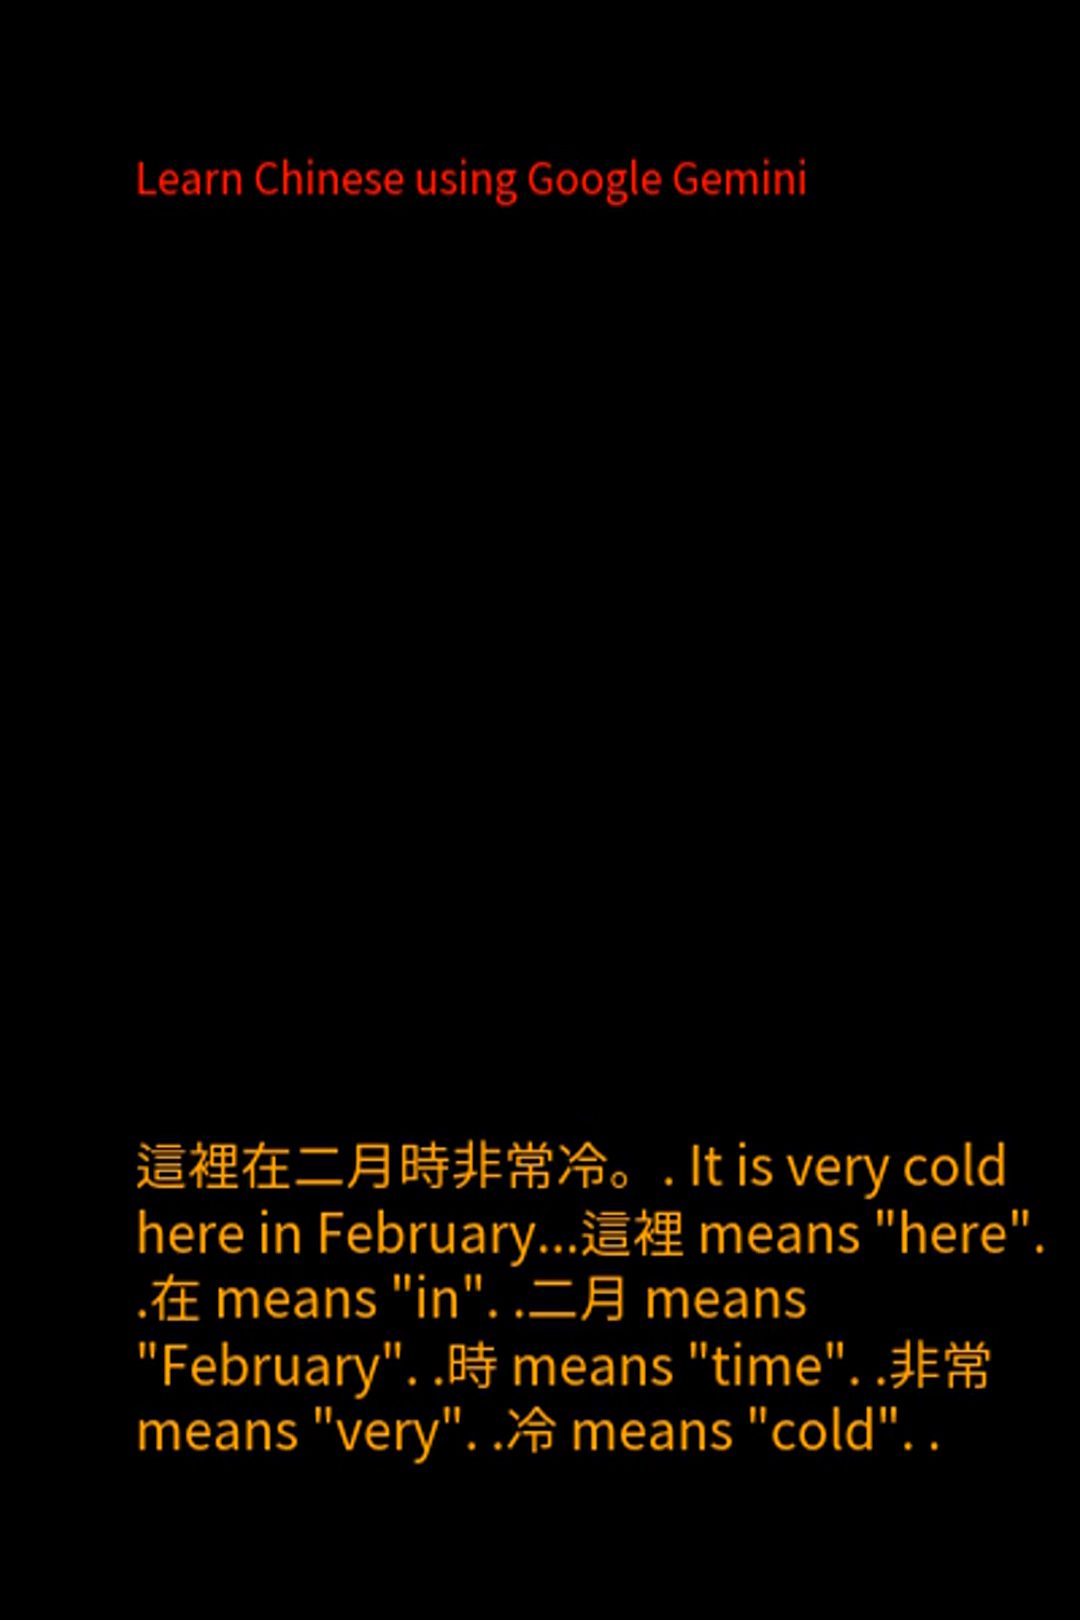 Learn Chinese using Google Gemini
這裡在二月時非常冷。. It is very cold
here in February...這裡 means "here".
.在 means "in". .二月 means
"February". .時 means "time". .非常
means "very". .冷 means "cold". .